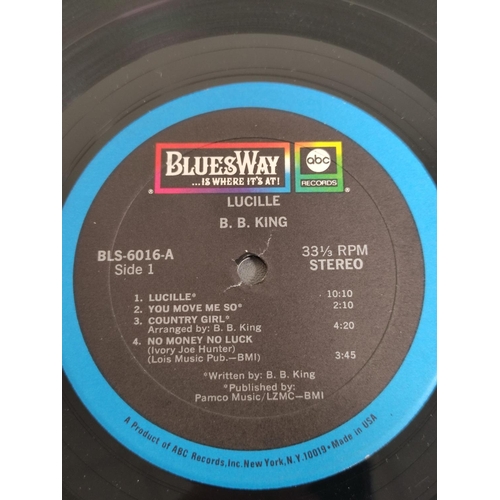 BLUESWAY
...IS WHERE IT'S AT!
abc
RECORDS
LUCILLE
B. B. KING
BLS-6016-A
Side 1
33⅓ RPM
STEREO
1. LUCILLE* 10:10
2. YOU MOVE ME SO* 2:10
3. COUNTRY GIRL*
Arranged by: B. B. King 4:20
4. NO MONEY NO LUCK
(Ivory Joe Hunter)
(Lois Music Pub.—BMI) 3:45
*Written by: B. B. King
*Published by:
Pamco Music/LZMC—BMI
A Product of ABC Records, Inc. New York, N.Y. 10019 • Made in USA